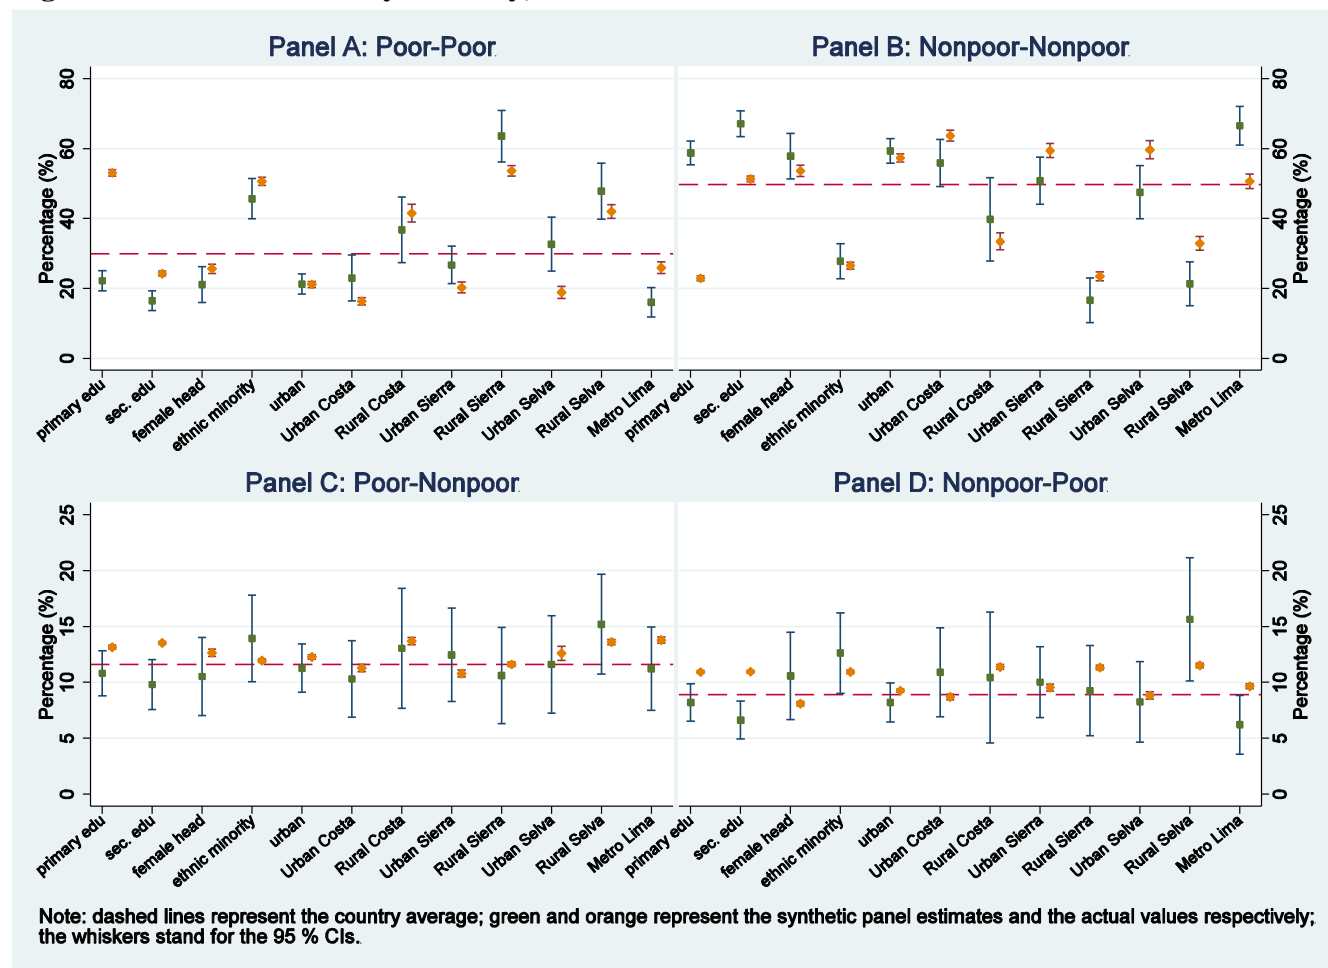 Panel A: Poor-Poor
Panel B: Nonpoor-Nonpoor
Percentage (%)
80
60
40
20
0
80
60
40
20
0
Percentage (%)
primary edu
sec. edu
female head
ethnic minority
urban
Urban Costa
Rural Costa
Urban Sierra
Rural Sierra
Urban Selva
Rural Selva
Metro Lima
primary edu
sec. edu
female head
ethnic minority
urban
Urban Costa
Rural Costa
Urban Sierra
Rural Sierra
Urban Selva
Rural Selva
Metro Lima
Panel C: Poor-Nonpoor
Panel D: Nonpoor-Poor
Percentage (%)
25
20
15
10
5
0
25
20
15
10
5
0
Percentage (%)
primary edu
sec. edu
female head
ethnic minority
urban
Urban Costa
Rural Costa
Urban Sierra
Rural Sierra
Urban Selva
Rural Selva
Metro Lima
primary edu
sec. edu
female head
ethnic minority
urban
Urban Costa
Rural Costa
Urban Sierra
Rural Sierra
Urban Selva
Rural Selva
Metro Lima
Note: dashed lines represent the country average; green and orange represent the synthetic panel estimates and the actual values respectively;
the whiskers stand for the 95 % CIs.